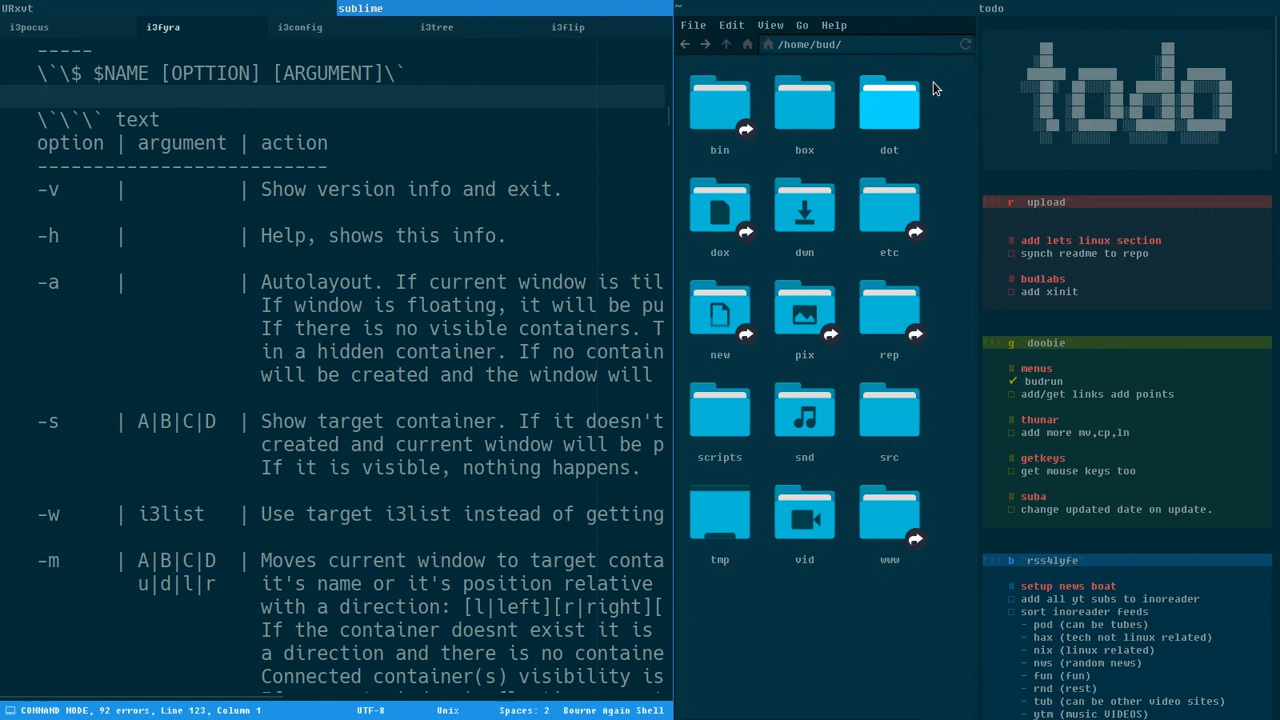 URxvt
sublime
i3pocus
i3fyra
i3config
i3tree
i3flip
-----
\`\$ $NAME [OPTTION] [ARGUMENT]\`
\`\`\` text
option | argument | action
---------------------------
-v | | Show version info and exit.
-h | | Help, shows this info.
-a | | Autolayout. If current window is til
If window is floating, it will be pu
If there is no visible containers. T
in a hidden container. If no contain
will be created and the window will
-s | A|B|C|D | Show target container. If it doesn't
created and current window will be p
If it is visible, nothing happens.
-w | i3list | Use target i3list instead of getting
-m | A|B|C|D | Moves current window to target conta
u|d|l|r it's name or it's position relative
with a direction: [l|left][r|right][
If the container doesnt exist it is
a direction and there is no containe
Connected container(s) visibility is
COMMAND MODE, 92 errors, Line 123, Column 1
UTF-8
Unix
Spaces: 2
Bourne Again Shell
~
File Edit View Go Help
/home/bud/
bin box dot
dox dwn etc
new pix rep
scripts snd src
tmp vid www
todo
todo
r upload
# add lets linux section
□ synch readme to repo
# budlabs
□ add xinit
g doobie
# menus
✓ budrun
□ add/get links add points
# thunar
□ add more mv,cp,ln
# getkeys
□ get mouse keys too
# suba
□ change updated date on update.
b rss4lyfe
# setup news boat
□ add all yt subs to inoreader
□ sort inoreader feeds
- pod (can be tubes)
- hax (tech not linux related)
- nix (linux related)
- nws (random news)
- fun (fun)
- rnd (rest)
- tub (can be other video sites)
- ytm (music VIDEOS)